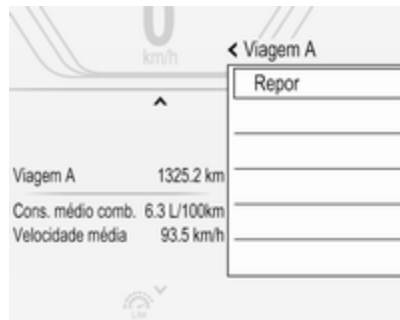 0
km/h
< Viagem A
Repor
Viagem A 1325.2 km
Cons. médio comb. 6.3 L/100km
Velocidade média 93.5 km/h
LIM